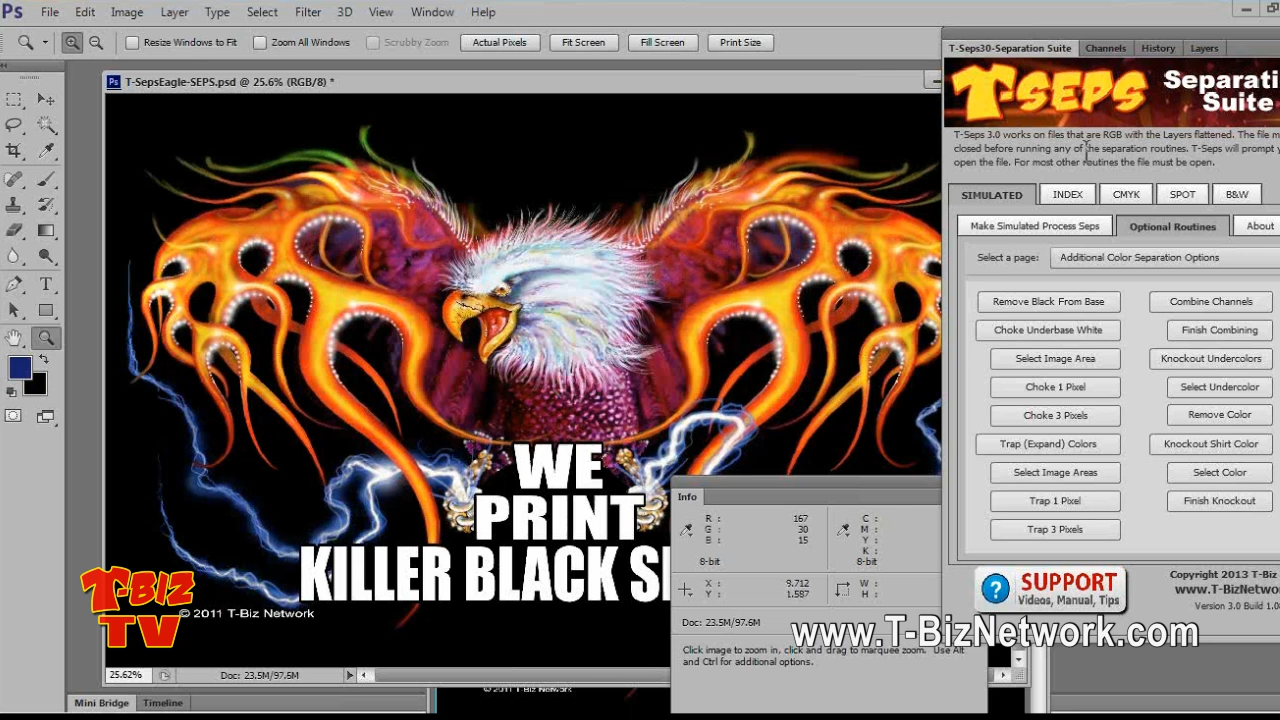 Ps File Edit Image Layer Type Select Filter 3D View Window Help
Resize Windows to Fit Zoom All Windows Scrubby Zoom Actual Pixels Fit Screen Fill Screen Print Size
Ps T-SepsEagle-SEPS.psd @ 25.6% (RGB/8) *
T-Seps30-Separation Suite Channels History Layers
T-SEPS Separati
Suite
T-Seps 3.0 works on files that are RGB with the Layers flattened. The file m
closed before running any of the separation routines. T-Seps will prompt y
open the file. For most other routines the file must be open.
SIMULATED INDEX CMYK SPOT B&W
Make Simulated Process Seps Optional Routines About
Select a page: Additional Color Separation Options
Remove Black From Base Combine Channels
Choke Underbase White Finish Combining
Select Image Area Knockout Undercolors
Choke 1 Pixel Select Undercolor
Choke 3 Pixels Remove Color
Trap (Expand) Colors Knockout Shirt Color
Select Image Areas Select Color
Trap 1 Pixel Finish Knockout
Trap 3 Pixels
? SUPPORT
Videos, Manual, Tips
Copyright 2013 T-Biz
www.T-BizNetwork.
Version 3.0 Build 1.0
WE
PRINT
KILLER BLACK S
T-BIZ
TV
© 2011 T-Biz Network
Info
R : 167 C :
G : 30 M :
B : 15 Y :
K :
8-bit 8-bit
X : 9.712 W :
Y : 1.587 H :
Doc: 23.5M/97.6M
Click image to zoom in, or click and drag to marquee zoom. Use Alt
and Ctrl for additional options.
www.T-BizNetwork.com
25.62% Doc: 23.5M/97.6M
© 2011 T-Biz Network
Mini Bridge Timeline